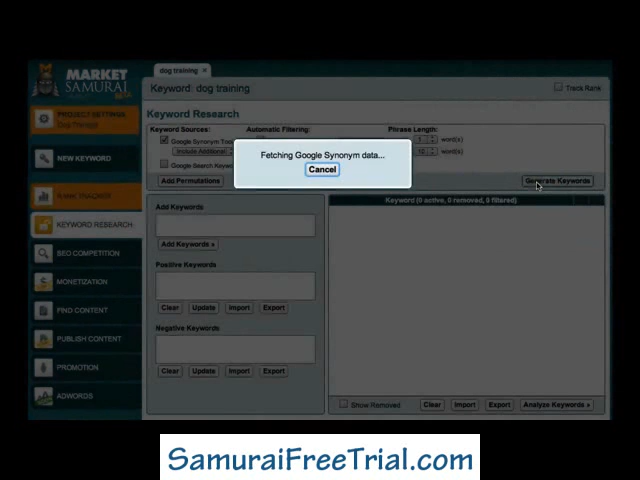 dog training ×
MARKET
SAMURAI
Keyword: dog training
Track Rank
PROJECT SETTINGS
Keyword Research
Keyword Sources:
Automatic Filtering:
Phrase Length:
Google Synonym Tool
word(s)
Include Additional
10
word(s)
Google Search Keywo
Fetching Google Synonym data...
Cancel
NEW KEYWORD
Add Permutations
Generate Keywords
RANK TRACKER
Keyword (0 active, 0 removed, 0 filtered)
Add Keywords
KEYWORD RESEARCH
Add Keywords »
SEO COMPETITION
Positive Keywords
MONETIZATION
FIND CONTENT
Clear
Update
Import
Export
Negative Keywords
PUBLISH CONTENT
PROMOTION
Clear
Update
Import
Export
ADWORDS
Show Removed
Clear
Import
Export
Analyze Keywords »
SamuraiFreeTrial.com